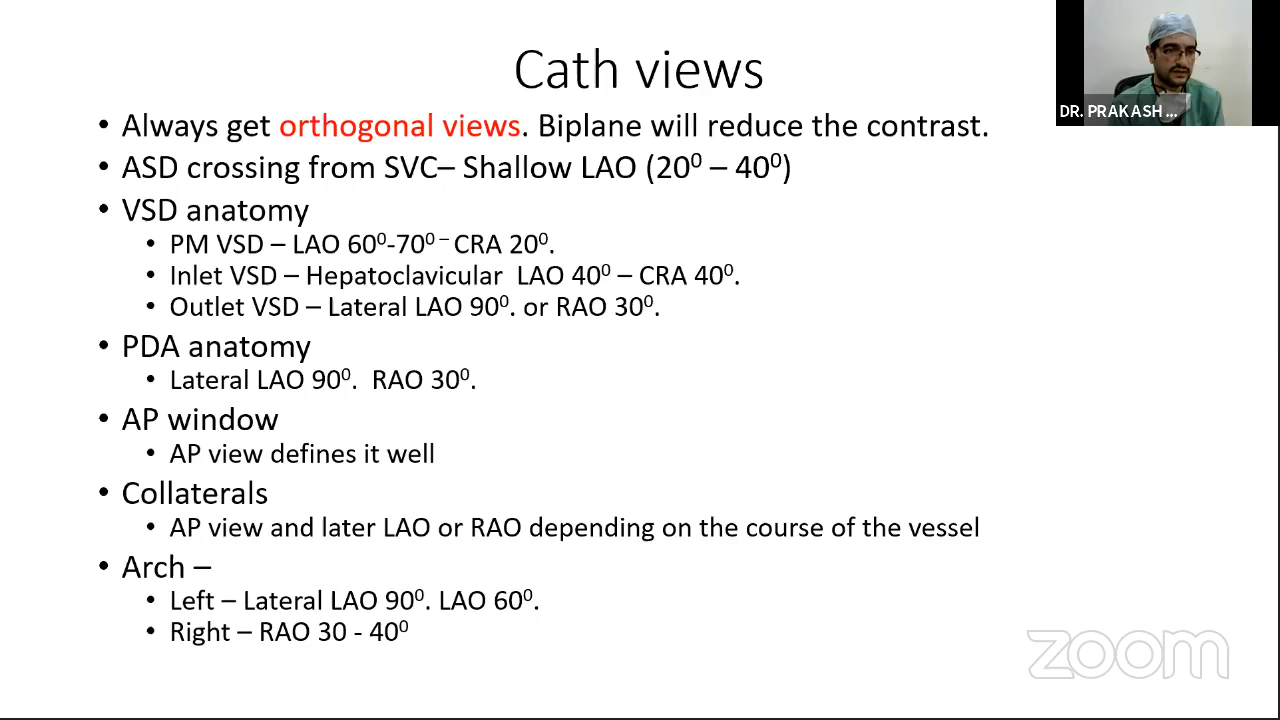 Cath views
DR. PRAKASH ...
• Always get orthogonal views. Biplane will reduce the contrast.
• ASD crossing from SVC– Shallow LAO (20⁰ – 40⁰)
• VSD anatomy
• PM VSD – LAO 60⁰-70⁰ ⁻ CRA 20⁰.
• Inlet VSD – Hepatoclavicular LAO 40⁰ – CRA 40⁰.
• Outlet VSD – Lateral LAO 90⁰. or RAO 30⁰.
• PDA anatomy
• Lateral LAO 90⁰. RAO 30⁰.
• AP window
• AP view defines it well
• Collaterals
• AP view and later LAO or RAO depending on the course of the vessel
• Arch –
• Left – Lateral LAO 90⁰. LAO 60⁰.
• Right – RAO 30 - 40⁰
zoom